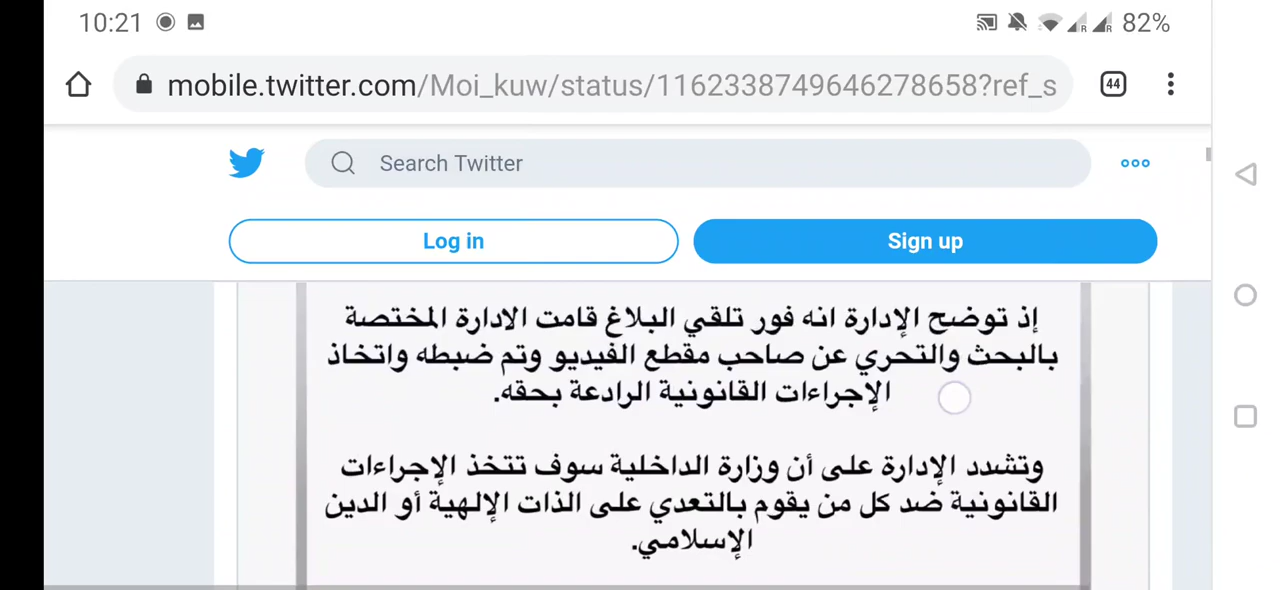 10:21
82%
mobile.twitter.com/Moi_kuw/status/1162338749646278658?ref_s
44
Search Twitter
Log in
Sign up
إذ توضح الإدارة انه فور تلقي البلاغ قامت الادارة المختصة
بالبحث والتحري عن صاحب مقطع الفيديو وتم ضبطه واتخاذ
الإجراءات القانونية الرادعة بحقه.
وتشدد الإدارة على أن وزارة الداخلية سوف تتخذ الإجراءات
القانونية ضد كل من يقوم بالتعدي على الذات الإلهية أو الدين
الإسلامي.